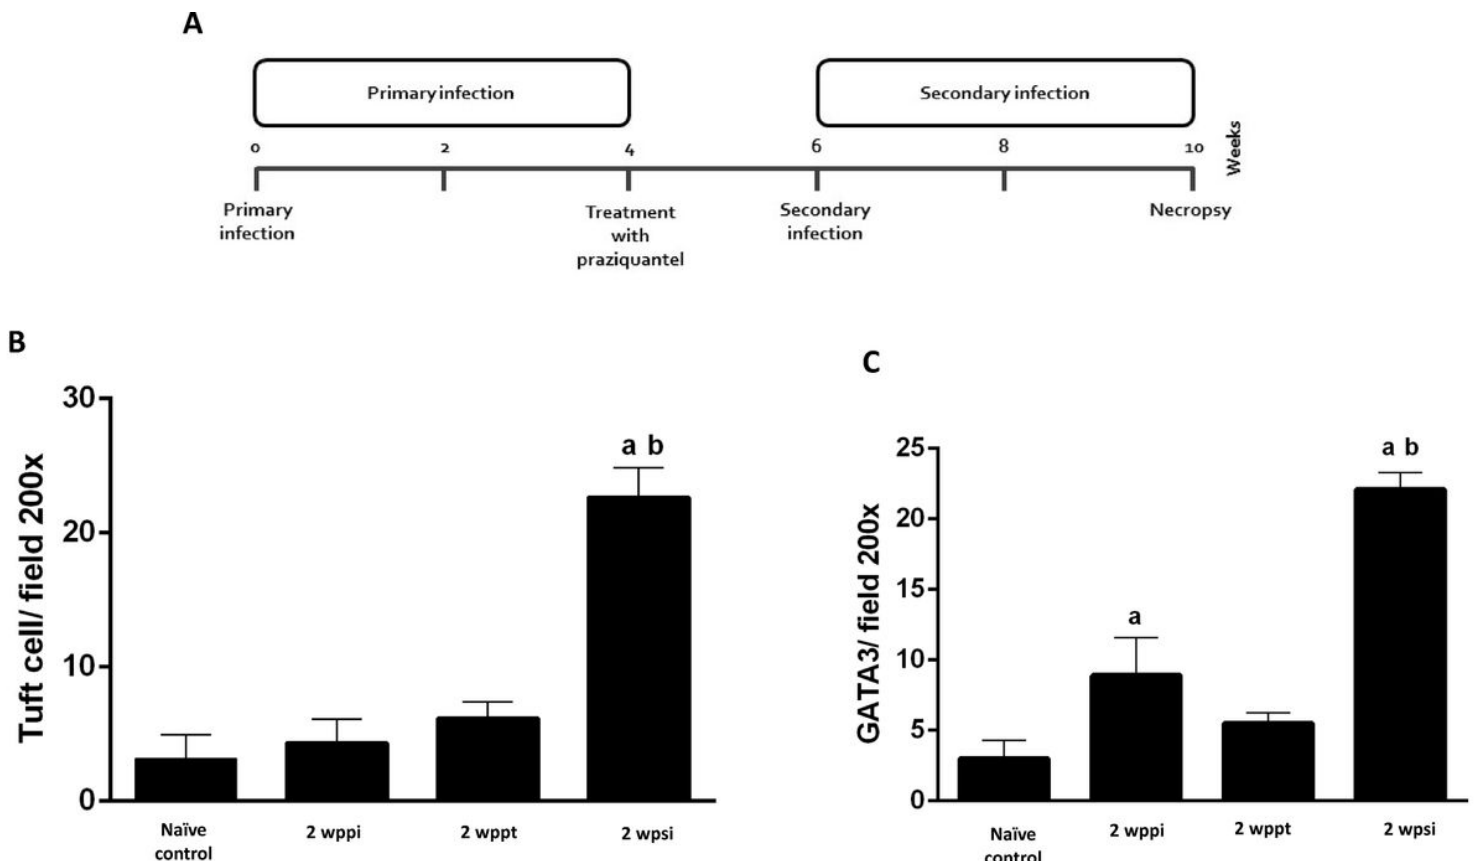 A
Primary infection
Secondary infection
0 2 4 6 8 10
Weeks
Primary
infection
Treatment
with
praziquantel
Secondary
infection
Necropsy
B
30
20
10
0
Tuft cell/ field 200x
a b
Naïve
control
2 wppi
2 wppt
2 wpsi
C
25
20
15
10
5
0
GATA3/ field 200x
a
a b
Naïve
control
2 wppi
2 wppt
2 wpsi